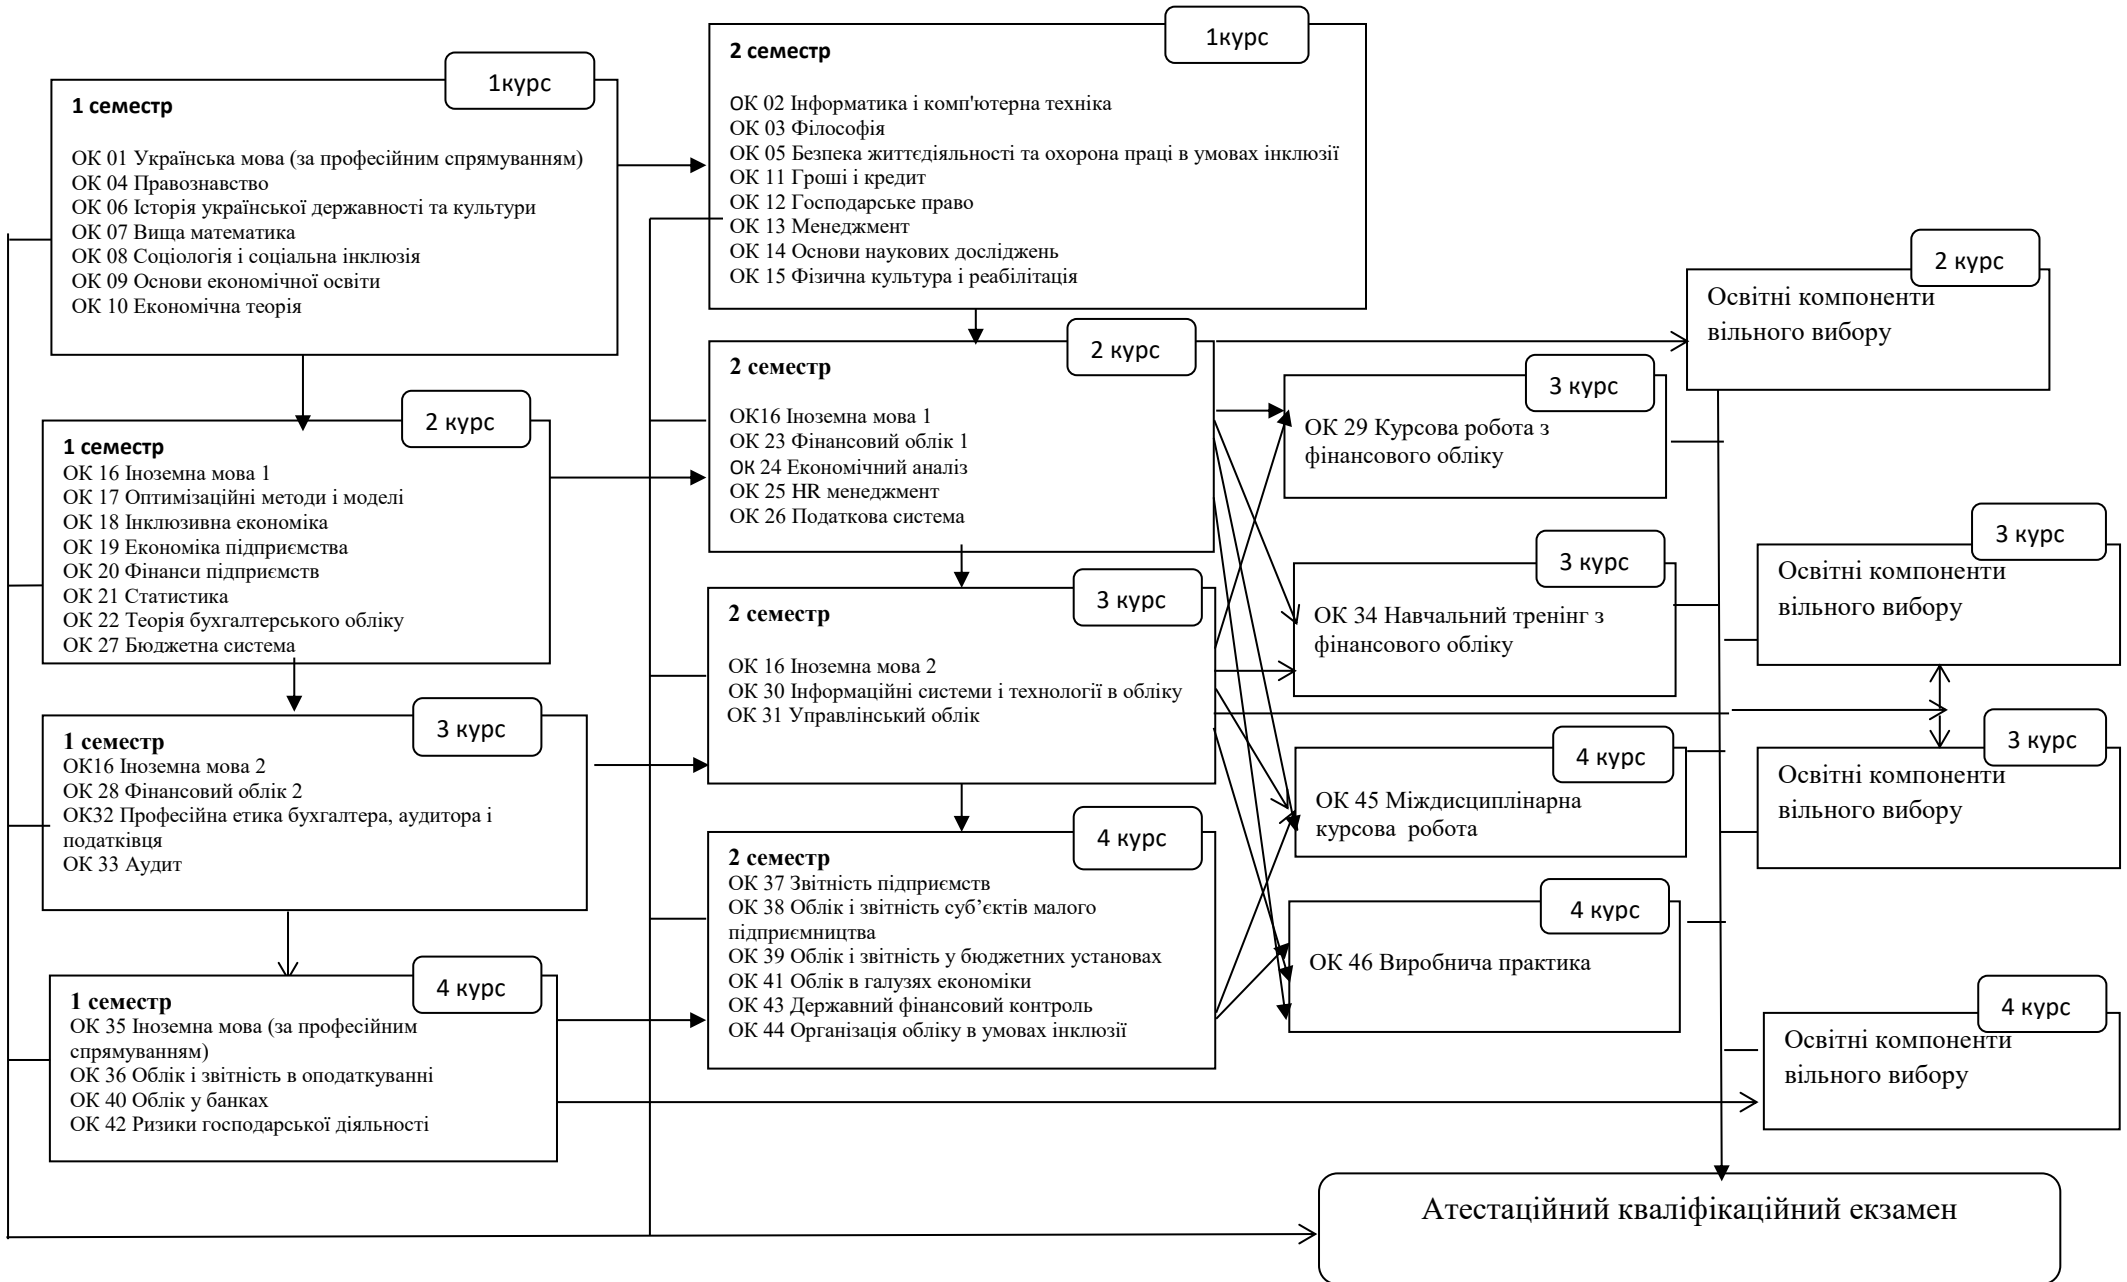 1курс
1 семестр
ОК 01 Українська мова (за професійним спрямуванням)
ОК 04 Правознавство
ОК 06 Історія української державності та культури
ОК 07 Вища математика
ОК 08 Соціологія і соціальна інклюзія
ОК 09 Основи економічної освіти
ОК 10 Економічна теорія
1курс
2 семестр
ОК 02 Інформатика і комп'ютерна техніка
ОК 03 Філософія
ОК 05 Безпека життєдіяльності та охорона праці в умовах інклюзії
ОК 11 Гроші і кредит
ОК 12 Господарське право
ОК 13 Менеджмент
ОК 14 Основи наукових досліджень
ОК 15 Фізична культура і реабілітація
2 курс
Освітні компоненти
вільного вибору
2 курс
1 семестр
ОК 16 Іноземна мова 1
ОК 17 Оптимізаційні методи і моделі
ОК 18 Інклюзивна економіка
ОК 19 Економіка підприємства
ОК 20 Фінанси підприємств
ОК 21 Статистика
ОК 22 Теорія бухгалтерського обліку
ОК 27 Бюджетна система
2 курс
2 семестр
ОК16 Іноземна мова 1
ОК 23 Фінансовий облік 1
ОК 24 Економічний аналіз
ОК 25 HR менеджмент
ОК 26 Податкова система
3 курс
ОК 29 Курсова робота з
фінансового обліку
3 курс
ОК 34 Навчальний тренінг з
фінансового обліку
3 курс
Освітні компоненти
вільного вибору
3 курс
1 семестр
ОК16 Іноземна мова 2
ОК 28 Фінансовий облік 2
ОК32 Професійна етика бухгалтера, аудитора і
податківця
ОК 33 Аудит
3 курс
2 семестр
ОК 16 Іноземна мова 2
ОК 30 Інформаційні системи і технології в обліку
ОК 31 Управлінський облік
4 курс
ОК 45 Міждисциплінарна
курсова робота
3 курс
Освітні компоненти
вільного вибору
4 курс
1 семестр
ОК 35 Іноземна мова (за професійним
спрямуванням)
ОК 36 Облік і звітність в оподаткуванні
ОК 40 Облік у банках
ОК 42 Ризики господарської діяльності
4 курс
2 семестр
ОК 37 Звітність підприємств
ОК 38 Облік і звітність суб’єктів малого
підприємництва
ОК 39 Облік і звітність у бюджетних установах
ОК 41 Облік в галузях економіки
ОК 43 Державний фінансовий контроль
ОК 44 Організація обліку в умовах інклюзії
4 курс
ОК 46 Виробнича практика
4 курс
Освітні компоненти
вільного вибору
Атестаційний кваліфікаційний екзамен